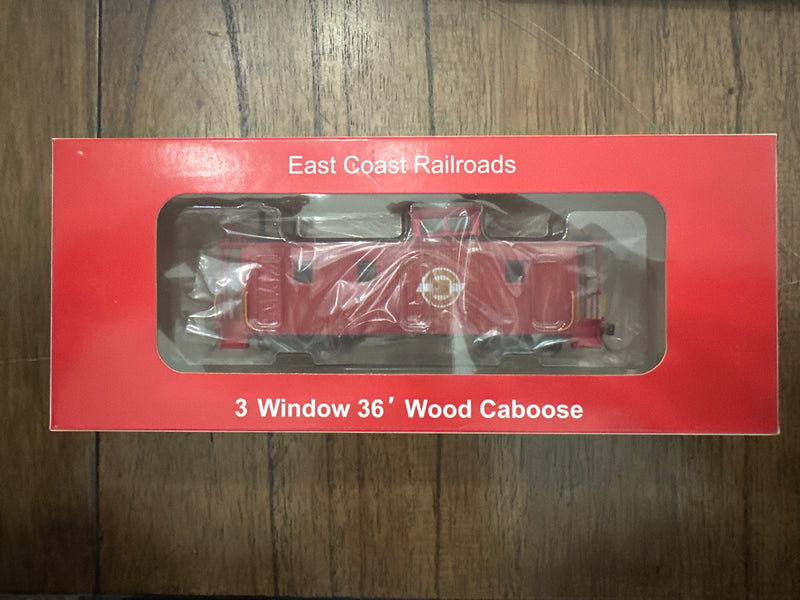 East Coast Railroads
3 Window 36′ Wood Caboose